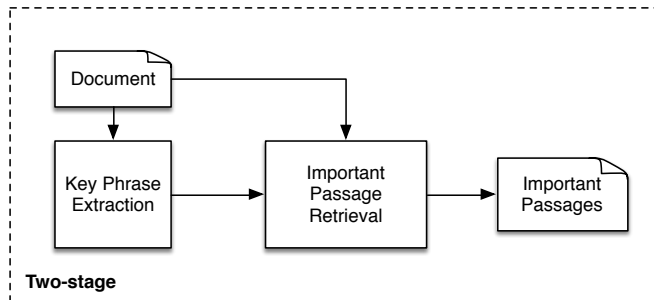 Document
Key Phrase
Extraction
Important
Passage
Retrieval
Important
Passages
Two-stage